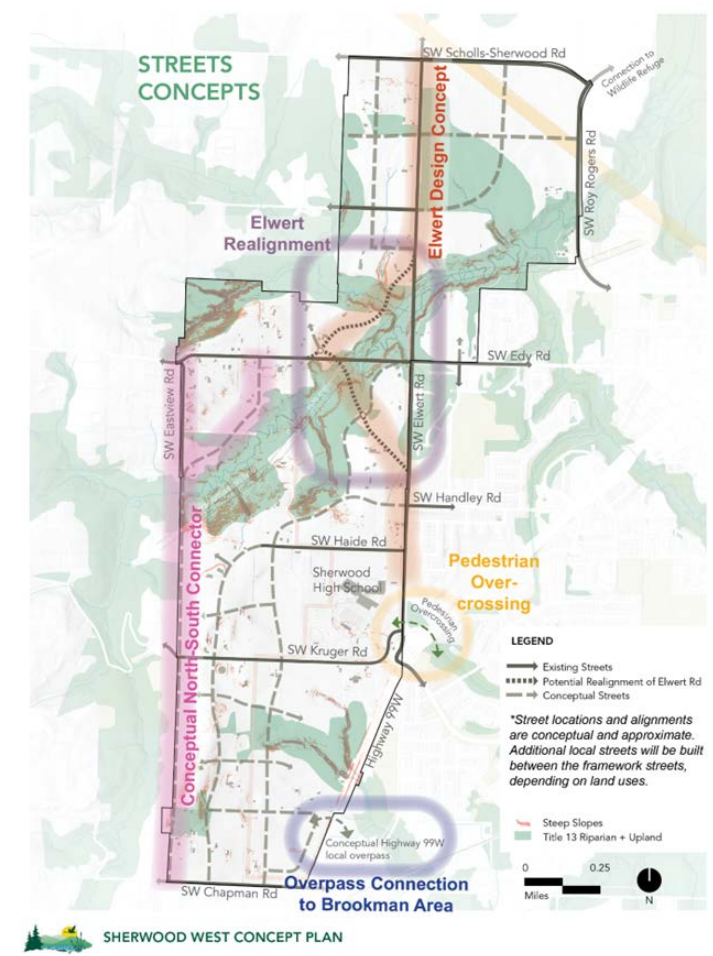 STREETS
CONCEPTS
SW Scholls-Sherwood Rd
Connection to
Wildlife Refuge
Elwert Design Concept
SW Roy Rogers Rd
Elwert
Realignment
SW Edy Rd
SW Eastview Rd
SW Elwert Rd
SW Handley Rd
Conceptual North-South Connector
SW Haide Rd
Sherwood
High School
Pedestrian
Over-
crossing
Pedestrian
Overcrossing
SW Kruger Rd
Highway 99W
LEGEND
Existing Streets
Potential Realignment of Elwert Rd
Conceptual Streets
*Street locations and alignments
are conceptual and approximate.
Additional local streets will be built
between the framework streets,
depending on land uses.
Steep Slopes
Title 13 Riparian + Upland
0 0.25
Miles
N
Conceptual Highway 99W
local overpass
SW Chapman Rd
Overpass Connection
to Brookman Area
SHERWOOD WEST CONCEPT PLAN